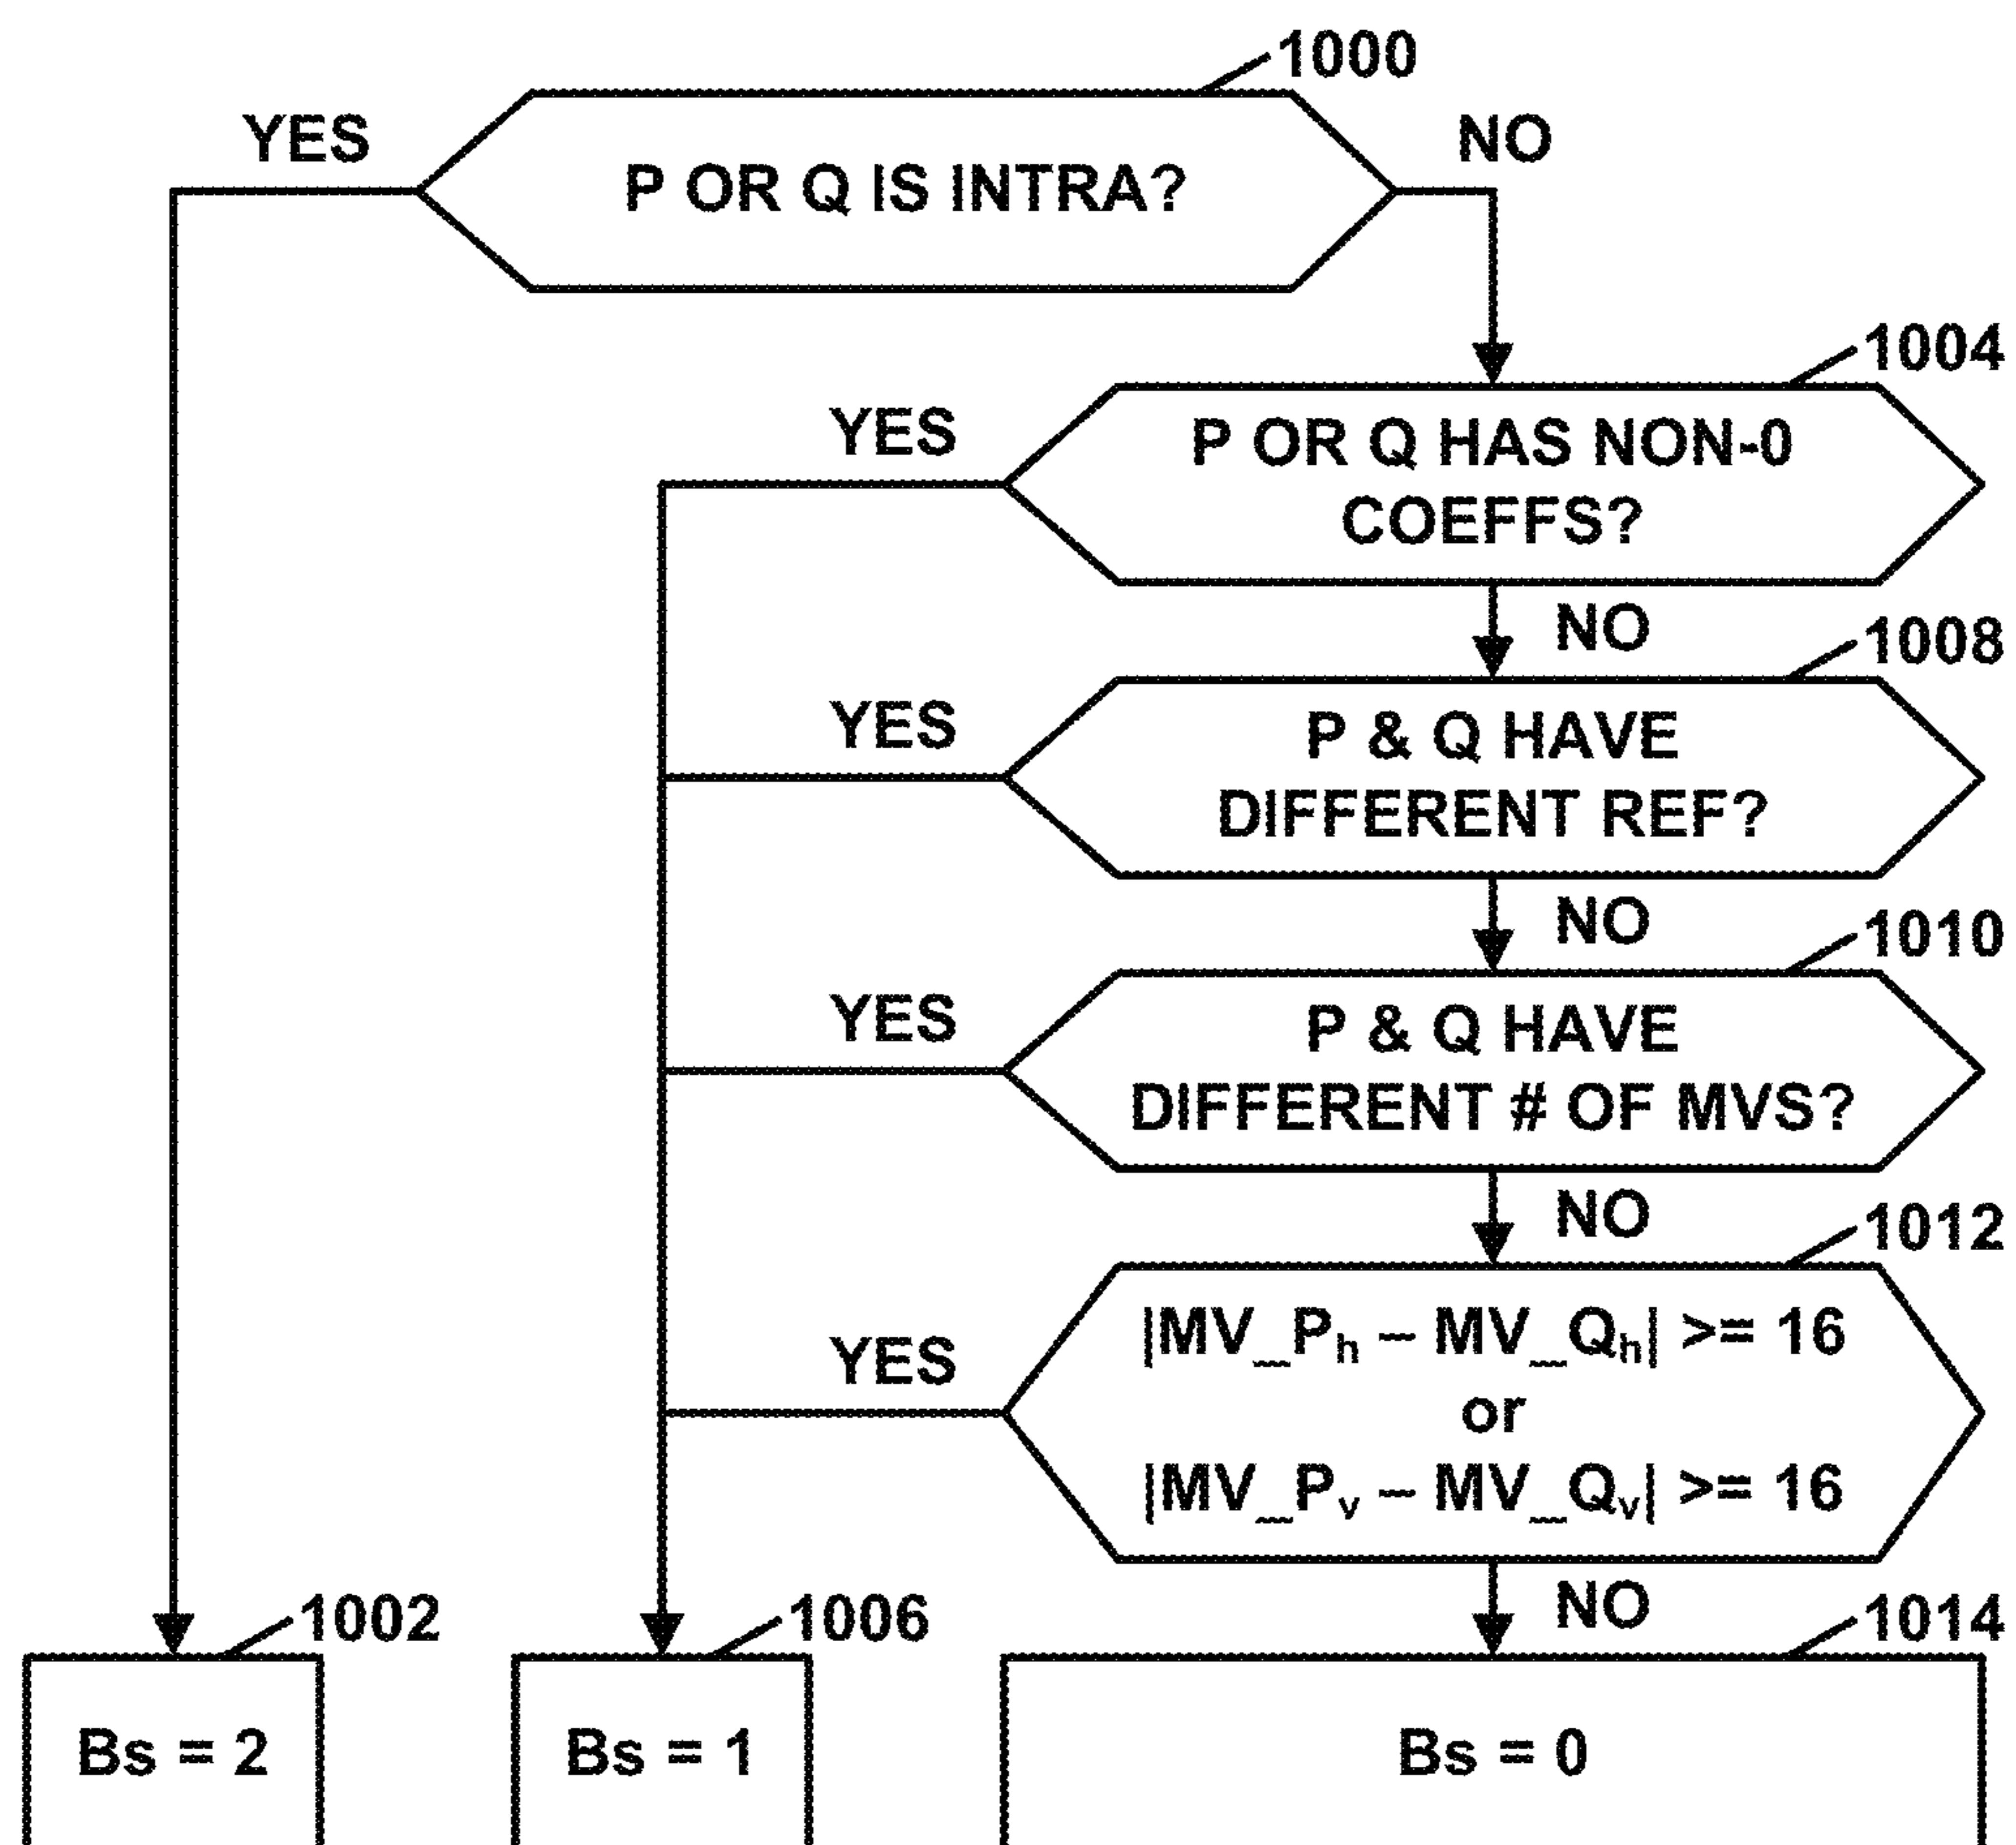 1000
YES
NO
P OR Q IS INTRA?
1004
YES
P OR Q HAS NON-0
COEFFS?
NO
1008
YES
P & Q HAVE
DIFFERENT REF?
NO
1010
YES
P & Q HAVE
DIFFERENT # OF MVS?
NO
1012
YES
|MV_Pₕ – MV_Qₕ| >= 16
or
|MV_Pᵥ – MV_Qᵥ| >= 16
NO
1002
1006
1014
Bs = 2
Bs = 1
Bs = 0